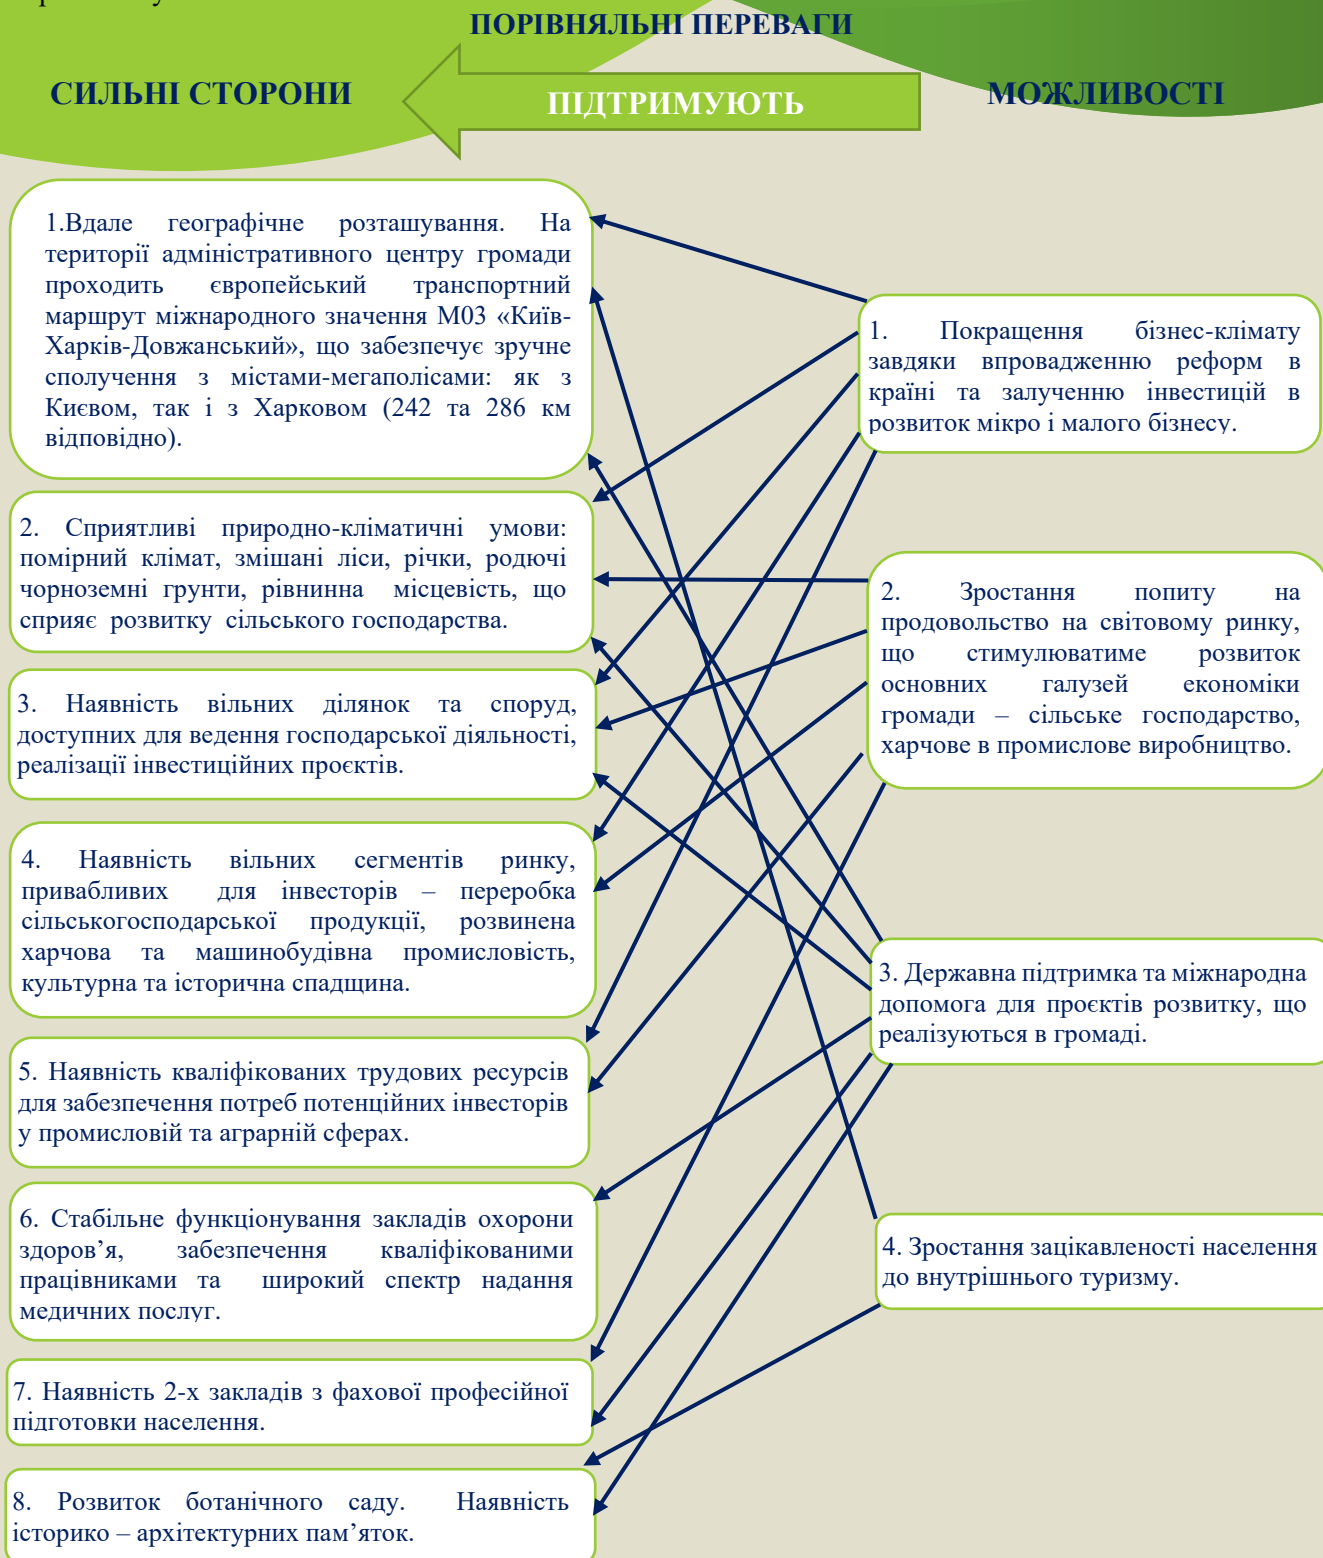 ПОРІВНЯЛЬНІ ПЕРЕВАГИ
СИЛЬНІ СТОРОНИ
ПІДТРИМУЮТЬ
МОЖЛИВОСТІ
1.Вдале географічне розташування. На
території адміністративного центру громади
проходить європейський транспортний
маршрут міжнародного значення М03 «Київ-
Харків-Довжанський», що забезпечує зручне
сполучення з містами-мегаполісами: як з
Києвом, так і з Харковом (242 та 286 км
відповідно).
2. Сприятливі природно-кліматичні умови:
помірний клімат, змішані ліси, річки, родючі
чорноземні грунти, рівнинна місцевість, що
сприяє розвитку сільського господарства.
3. Наявність вільних ділянок та споруд,
доступних для ведення господарської діяльності,
реалізації інвестиційних проєктів.
4. Наявність вільних сегментів ринку,
привабливих для інвесторів – переробка
сільськогосподарської продукції, розвинена
харчова та машинобудівна промисловість,
культурна та історична спадщина.
5. Наявність кваліфікованих трудових ресурсів
для забезпечення потреб потенційних інвесторів
у промисловій та аграрній сферах.
6. Стабільне функціонування закладів охорони
здоров’я, забезпечення кваліфікованими
працівниками та широкий спектр надання
медичних послуг.
7. Наявність 2-х закладів з фахової професійної
підготовки населення.
8. Розвиток ботанічного саду. Наявність
історико – архітектурних пам’яток.
1. Покращення бізнес-клімату
завдяки впровадженню реформ в
країні та залученню інвестицій в
розвиток мікро і малого бізнесу.
2. Зростання попиту на
продовольство на світовому ринку,
що стимулюватиме розвиток
основних галузей економіки
громади – сільське господарство,
харчове в промислове виробництво.
3. Державна підтримка та міжнародна
допомога для проєктів розвитку, що
реалізуються в громаді.
4. Зростання зацікавленості населення
до внутрішнього туризму.